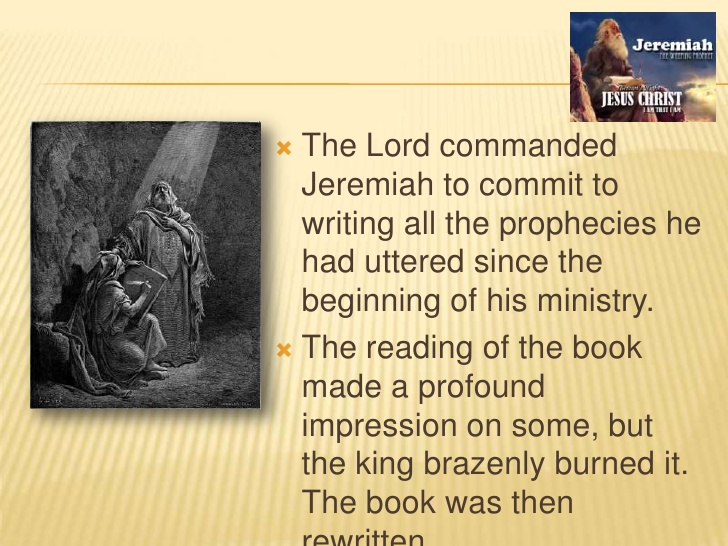 Jeremiah
THE WEEPING PROPHET
JESUS CHRIST
I AM THAT I AM
The Lord commanded
Jeremiah to commit to
writing all the prophecies he
had uttered since the
beginning of his ministry.
The reading of the book
made a profound
impression on some, but
the king brazenly burned it.
The book was then
rewritten